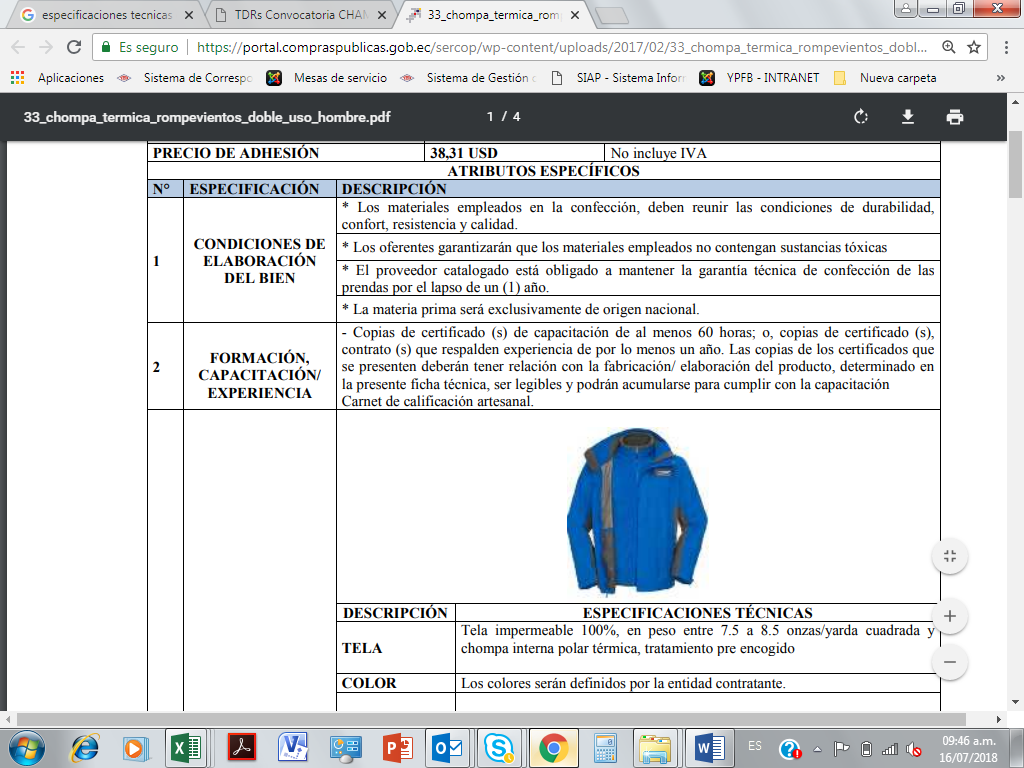 especificaciones tecnicas
TDRs Convocatoria CHAM
33_chompa_termica_rom
Es seguro
https://portal.compraspublicas.gob.ec/sercop/wp-content/uploads/2017/02/33_chompa_termica_rompevientos_dobl...
Aplicaciones
Sistema de Correspo
Mesas de servicio
Sistema de Gestión
SIAP - Sistema Infor
YPFB - INTRANET
Nueva carpeta
»
33_chompa_termica_rompevientos_doble_uso_hombre.pdf
1 / 4
PRECIO DE ADHESIÓN 38,31 USD No incluye IVA
ATRIBUTOS ESPECÍFICOS
N° ESPECIFICACIÓN DESCRIPCIÓN
1
CONDICIONES DE
ELABORACIÓN
DEL BIEN
* Los materiales empleados en la confección, deben reunir las condiciones de durabilidad,
confort, resistencia y calidad.
* Los oferentes garantizarán que los materiales empleados no contengan sustancias tóxicas
* El proveedor catalogado está obligado a mantener la garantía técnica de confección de las
prendas por el lapso de un (1) año.
* La materia prima será exclusivamente de origen nacional.
2
FORMACIÓN,
CAPACITACIÓN/
EXPERIENCIA
- Copias de certificado (s) de capacitación de al menos 60 horas; o, copias de certificado (s),
contrato (s) que respalden experiencia de por lo menos un año. Las copias de los certificados que
se presenten deberán tener relación con la fabricación/ elaboración del producto, determinado en
la presente ficha técnica, ser legibles y podrán acumularse para cumplir con la capacitación
Carnet de calificación artesanal.
DESCRIPCIÓN ESPECIFICACIONES TÉCNICAS
TELA
Tela impermeable 100%, en peso entre 7.5 a 8.5 onzas/yarda cuadrada y
chompa interna polar térmica, tratamiento pre encogido
COLOR Los colores serán definidos por la entidad contratante.
ES
09:46 a.m.
16/07/2018